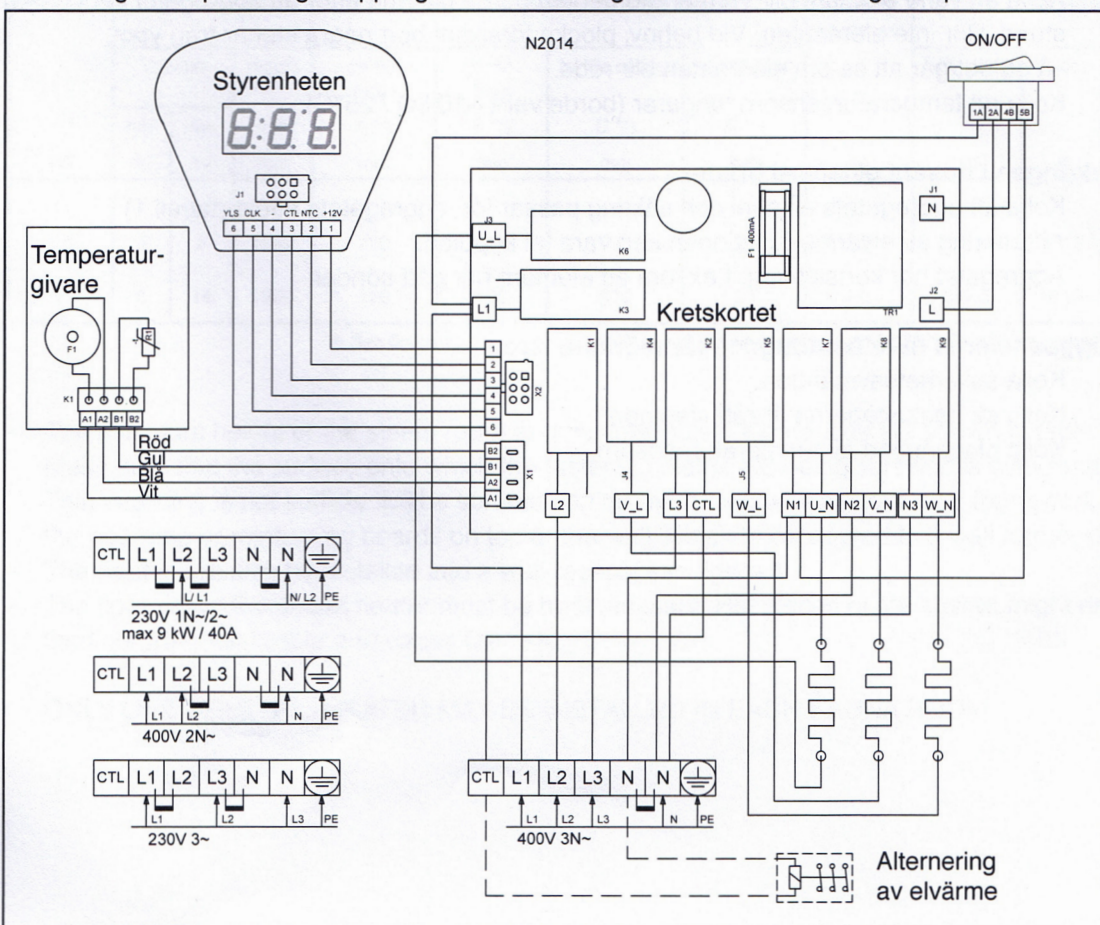 N2014
ON/OFF
Styrenheten
1A 2A 4B 5B
J1
YLS CLK CTL NTC +12V
6 5 4 3 2 1
J1
N
J3
U_L
K6
F1 400mA
Temperatur-
givare
J2
L
L1
K3
Kretskortet
TR1
F1
R1
K1
K4
K2
K5
K7
K8
K9
1
2
3
4
5
6
X2
K1
A1 A2 B1 B2
Röd
Gul
Blå
Vit
B2
B1
A2
A1
X1
J4
J5
L2
V_L
L3 CTL
W_L
N1 U_N N2 V_N N3 W_N
CTL L1 L2 L3 N N
L/ L1
N/ L2
PE
230V 1N~/2~
max 9 kW / 40A
CTL L1 L2 L3 N N
L1
L2
N
PE
400V 2N~
CTL L1 L2 L3 N N
L1
L2
L3
PE
230V 3~
CTL L1 L2 L3 N N
L1
L2
L3
N
PE
400V 3N~
Alternering
av elvärme